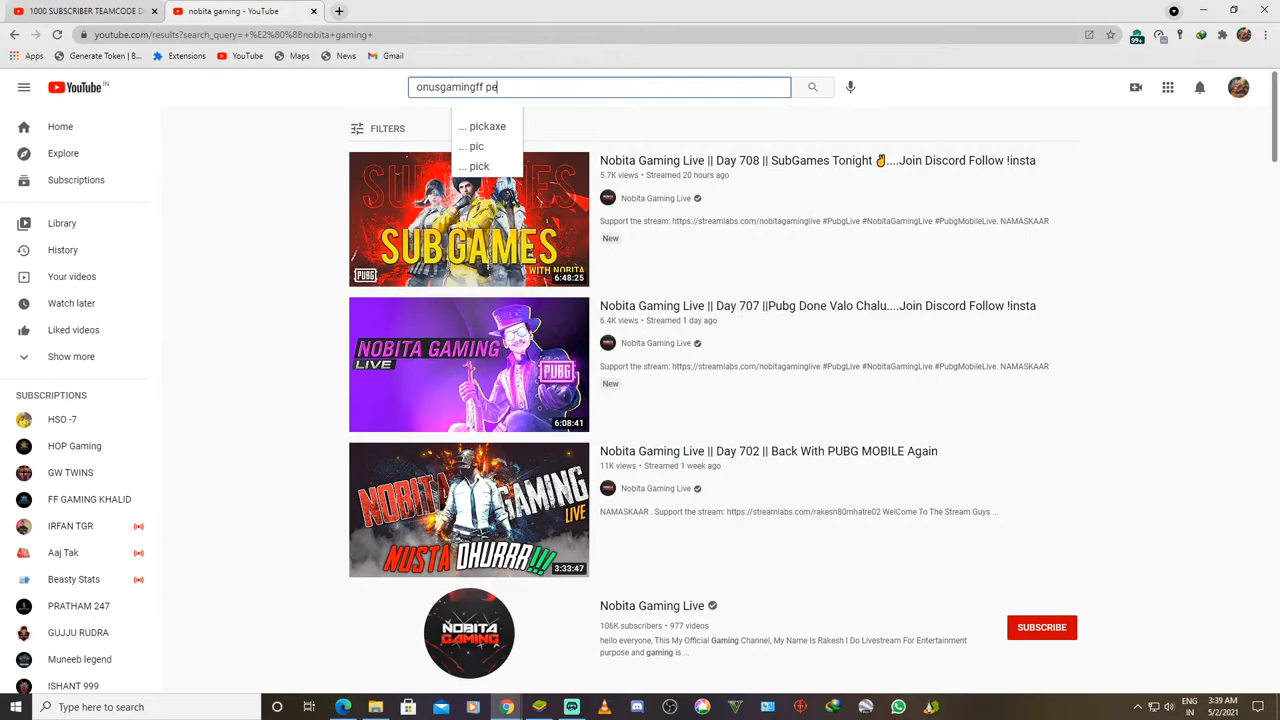 1000 SUBSCRIBER TEAMCODE D
nobita gaming - YouTube
youtube.com/results?search_query=+%E2%80%8Bnobita+gaming+
Apps
Generate Token | B...
Extensions
YouTube
Maps
News
Gmail
YouTube IN
onusgamingff pe
... pickaxe
... pic
... pick
FILTERS
Home
Explore
Subscriptions
Library
History
Your videos
Watch later
Liked videos
Show more
SUBSCRIPTIONS
HSO -7
HOP Gaming
GW TWINS
FF GAMING KHALID
IRFAN TGR
Aaj Tak
Beasty Stats
PRATHAM 247
GUJJU RUDRA
Muneeb legend
ISHANT 999
SUB GAMES
SUB GAMES
WITH NOBITA
PUBG
6:48:25
Nobita Gaming Live || Day 708 || SubGames Tonight ✌....Join Discord Follow !insta
5.7K views • Streamed 20 hours ago
Nobita Gaming Live
Support the stream: https://streamlabs.com/nobitagaminglive #PubgLive #NobitaGamingLive #PubgMobileLive. NAMASKAAR
New
NOBITA GAMING
LIVE
PUBG
6:08:41
Nobita Gaming Live || Day 707 ||Pubg Done Valo Chalu....Join Discord Follow !insta
6.4K views • Streamed 1 day ago
Nobita Gaming Live
Support the stream: https://streamlabs.com/nobitagaminglive #PubgLive #NobitaGamingLive #PubgMobileLive. NAMASKAAR
New
NOBITA GAMING
LIVE
NUSTA DHURRR!!!
3:33:47
Nobita Gaming Live || Day 702 || Back With PUBG MOBILE Again
11K views • Streamed 1 week ago
Nobita Gaming Live
NAMASKAAR . Support the stream: https://streamlabs.com/rakesh80mhatre02 WelCome To The Stream Guys ...
NOBITA
GAMING
Nobita Gaming Live
106K subscribers • 977 videos
hello everyone, This My Official Gaming Channel, My Name Is Rakesh I Do Livestream For Entertainment
purpose and gaming is ...
SUBSCRIBE
Type here to search
99+
ENG
IN
3:39 AM
5/2/2021